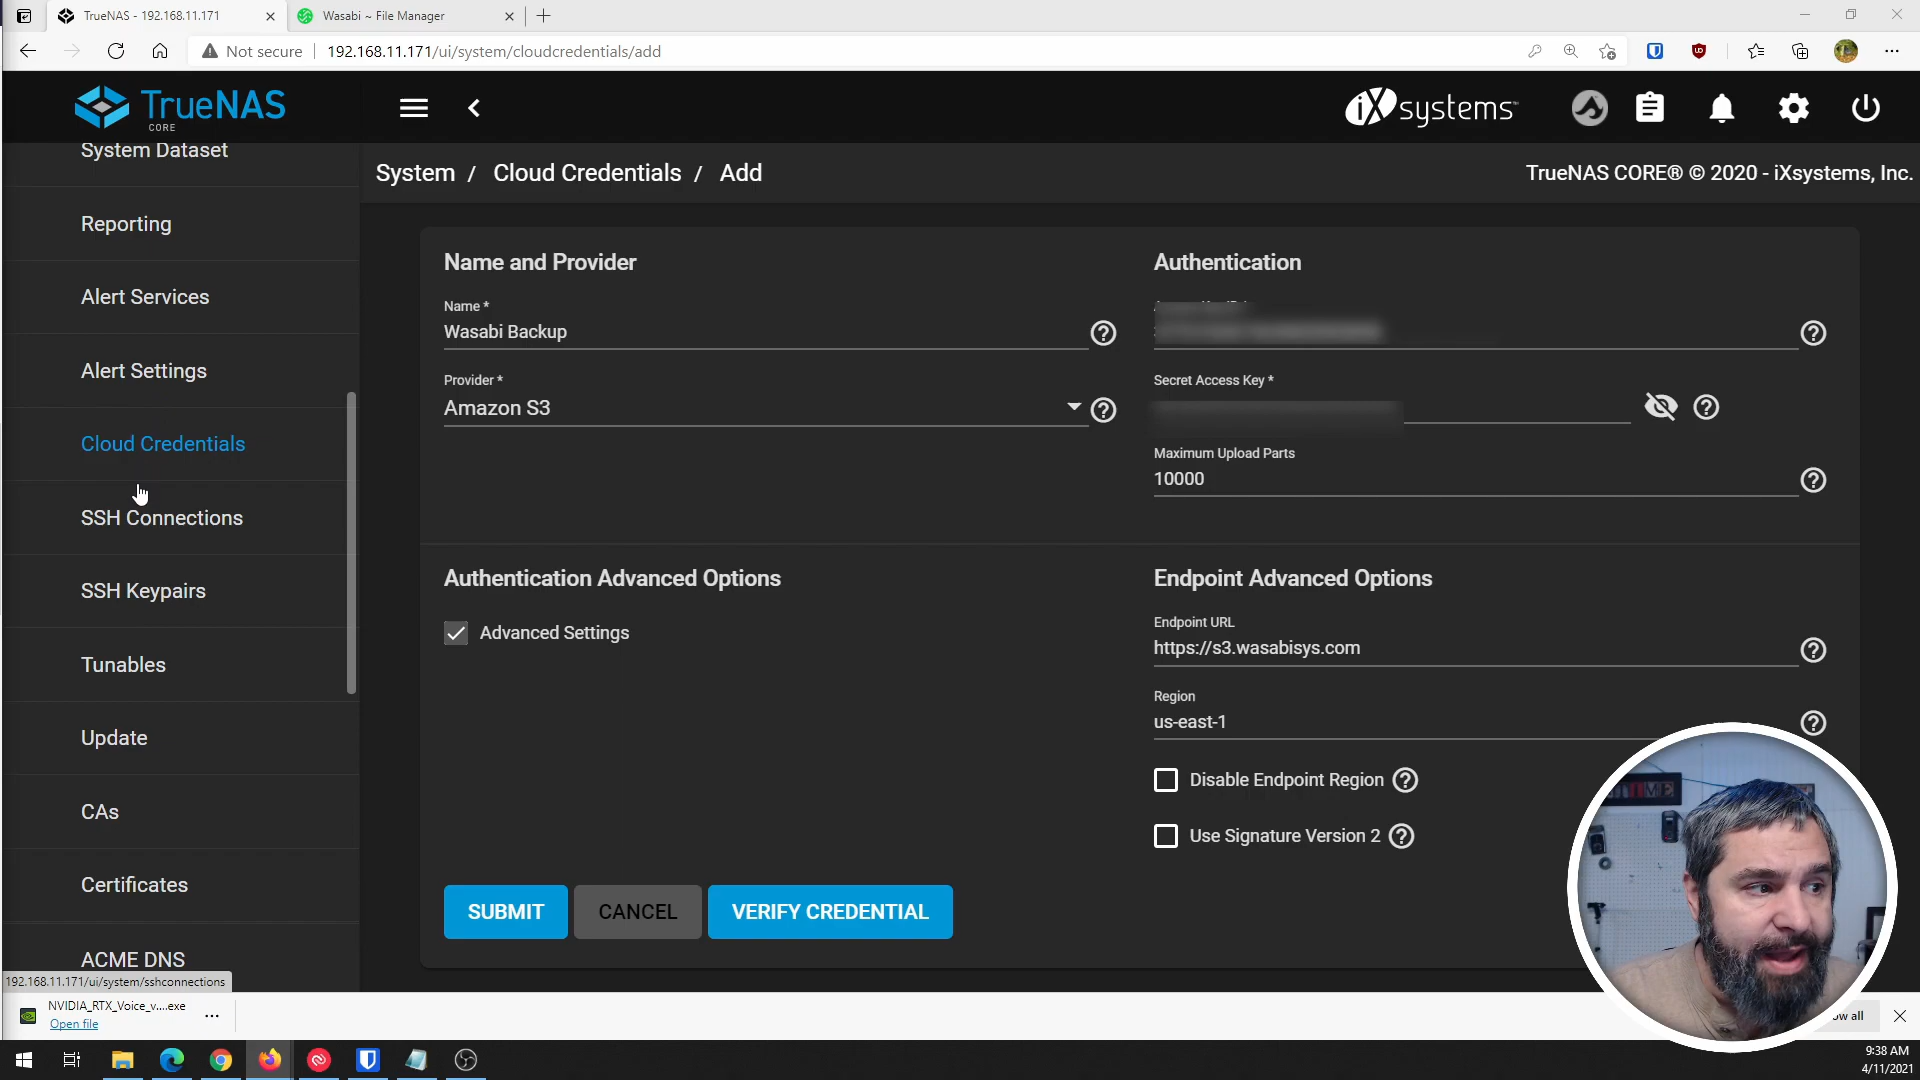 TrueNAS - 192.168.11.171
Wasabi ~ File Manager
Not secure
192.168.11.171/ui/system/cloudcredentials/add
TrueNAS
CORE
iXsystems
System Dataset
System / Cloud Credentials / Add
TrueNAS CORE® © 2020 - iXsystems, Inc.
Reporting
Alert Services
Alert Settings
Cloud Credentials
SSH Connections
SSH Keypairs
Tunables
Update
CAs
Certificates
ACME DNS
Name and Provider
Name *
Wasabi Backup
Provider *
Amazon S3
Authentication
Secret Access Key *
Maximum Upload Parts
10000
Authentication Advanced Options
Advanced Settings
Endpoint Advanced Options
Endpoint URL
https://s3.wasabisys.com
Region
us-east-1
Disable Endpoint Region
Use Signature Version 2
SUBMIT
CANCEL
VERIFY CREDENTIAL
192.168.11.171/ui/system/sshconnections
NVIDIA_RTX_Voice_v....exe
Open file
all
9:38 AM
4/11/2021